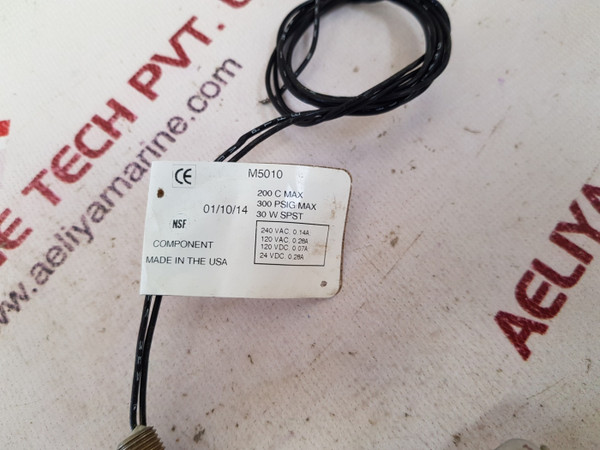 E TECH PVT.
www.aeliyamarine.com
AELIYA
CE
M5010
200 C MAX
300 PSIG MAX
30 W SPST
01/10/14
NSF
COMPONENT
MADE IN THE USA
240 VAC. 0.14A
120 VAC. 0.28A
120 VDC. 0.07A
24 VDC. 0.28A